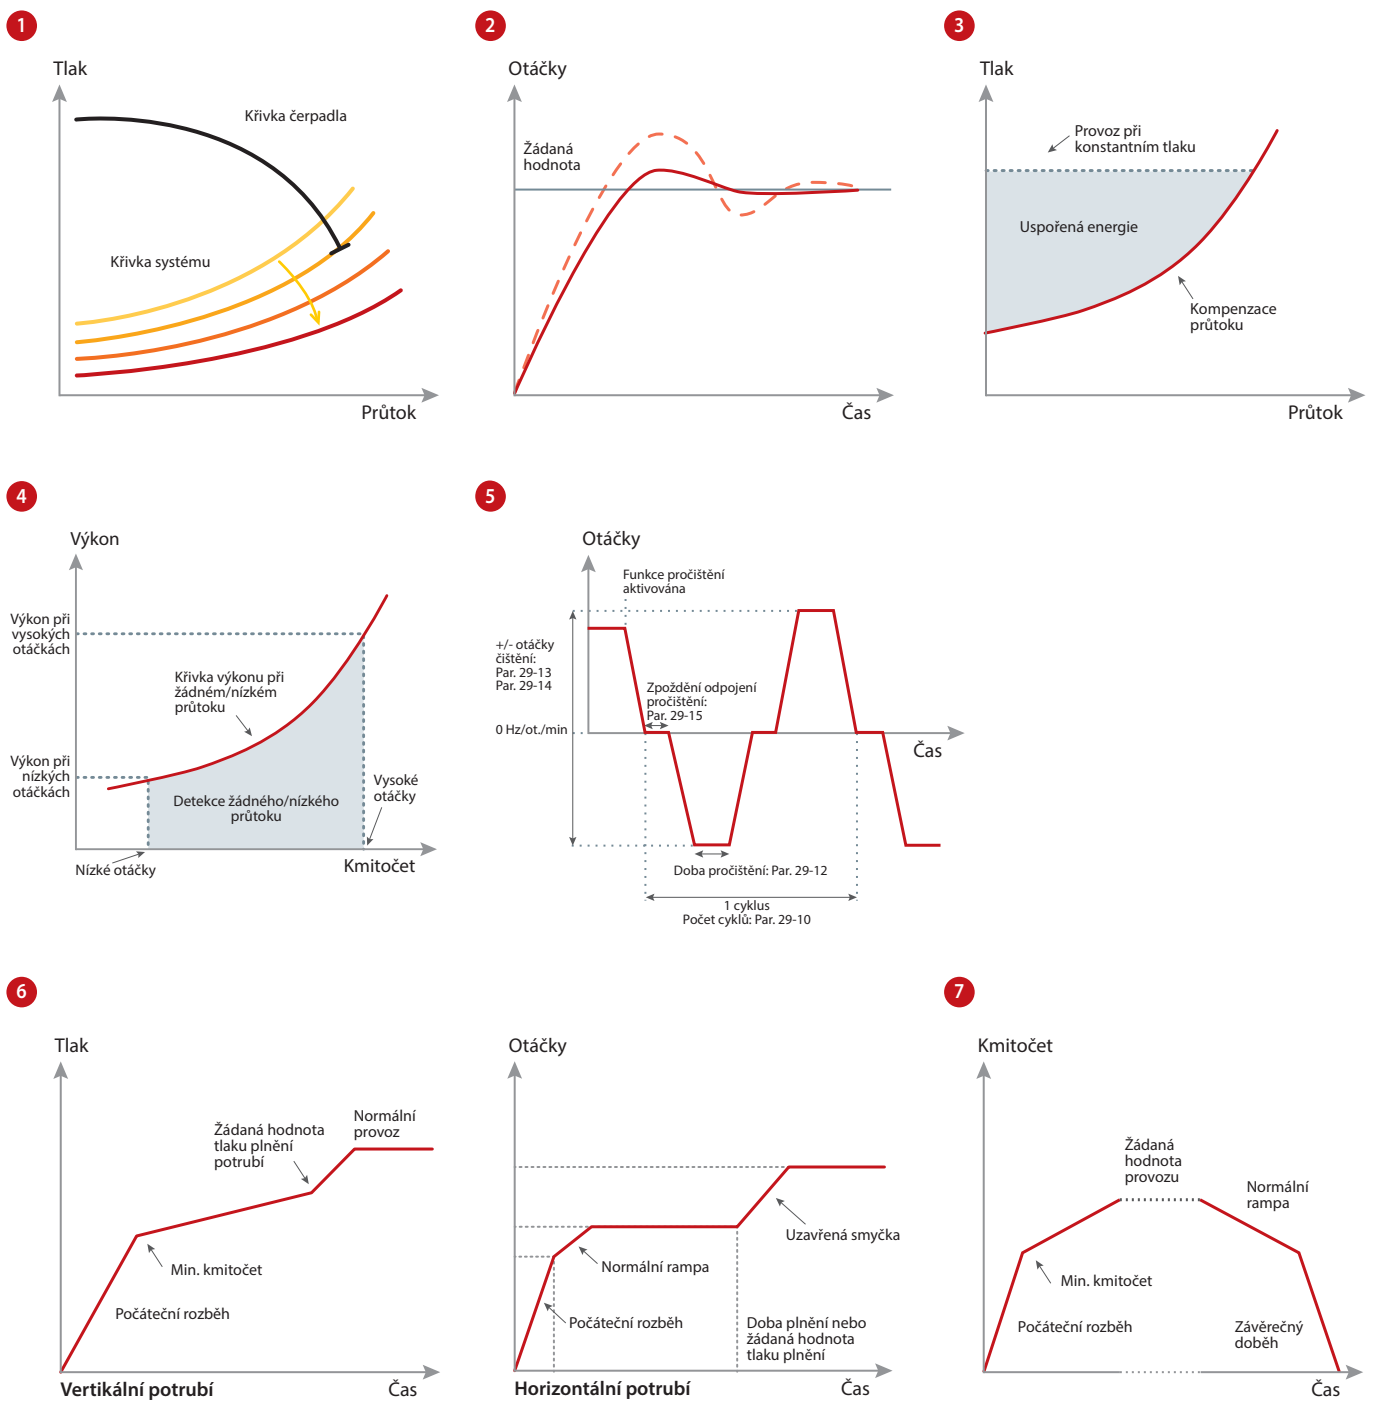 1
Tlak
Křivka čerpadla
Křivka systému
Průtok
2
Otáčky
Žádaná
hodnota
Čas
3
Tlak
Provoz při
konstantním tlaku
Uspořená energie
Kompenzace
průtoku
Průtok
4
Výkon
Výkon při
vysokých
otáčkách
Křivka výkonu při
žádném/nízkém
průtoku
Výkon při
nízkých
otáčkách
Detekce žádného/nízkého
průtoku
Vysoké
otáčky
Nízké otáčky
Kmitočet
5
Otáčky
Funkce pročištění
aktivována
+/- otáčky
čištění:
Par. 29-13
Par. 29-14
Zpoždění odpojení
pročištění:
Par. 29-15
0 Hz/ot./min
Čas
Doba pročištění: Par. 29-12
1 cyklus
Počet cyklů: Par. 29-10
6
Tlak
Žádaná hodnota
tlaku plnění
potrubí
Normální
provoz
Min. kmitočet
Počáteční rozběh
Vertikální potrubí
Čas
Otáčky
Uzavřená smyčka
Normální rampa
Počáteční rozběh
Doba plnění nebo
žádaná hodnota
tlaku plnění
Horizontální potrubí
Čas
7
Kmitočet
Žádaná
hodnota
provozu
Normální
rampa
Min. kmitočet
Počáteční rozběh
Závěrečný
doběh
Čas